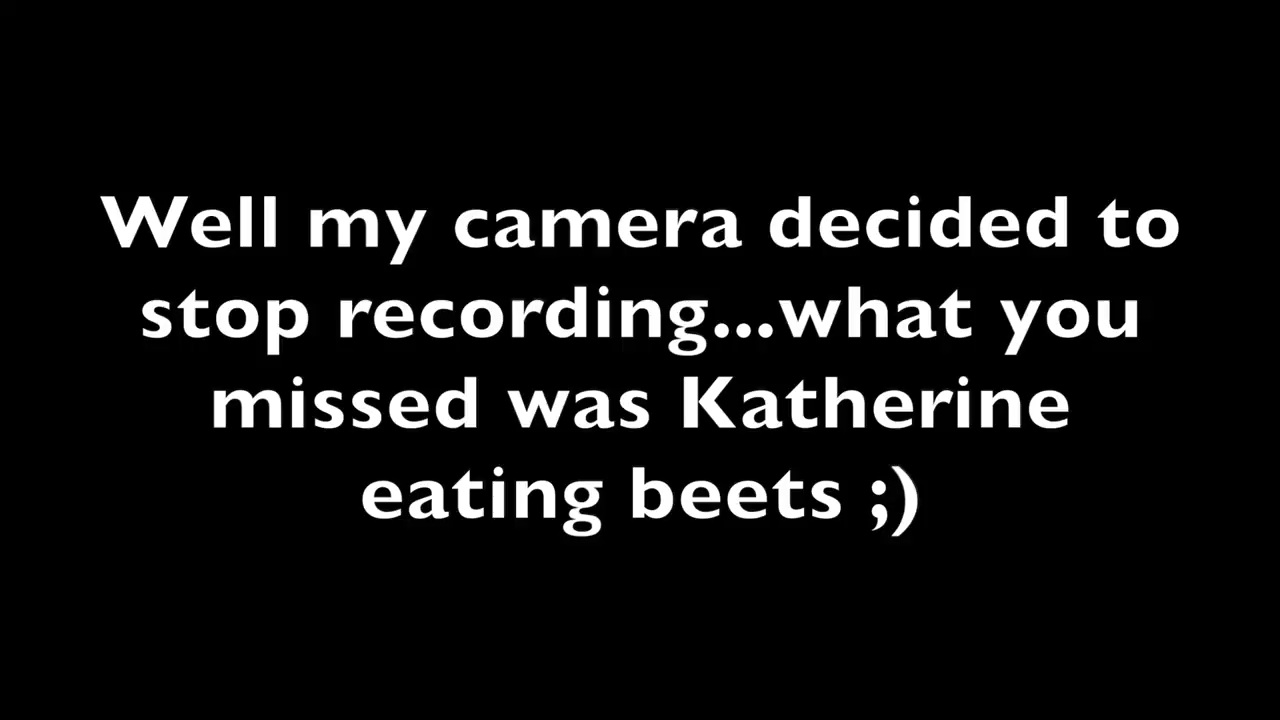 Well my camera decided to
stop recording...what you
missed was Katherine
eating beets ;)